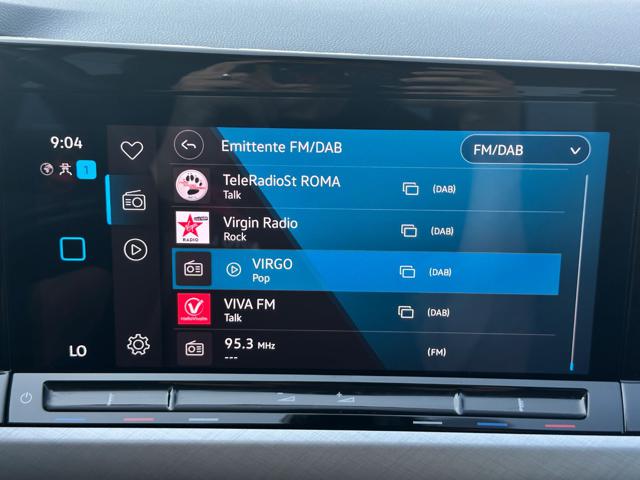 9:04
1
Emittente FM/DAB
FM/DAB
TeleRadioSt ROMA
Talk
(DAB)
RADIO
Virgin Radio
Rock
(DAB)
VIRGO
Pop
(DAB)
VIVA FM
Talk
(DAB)
95.3 MHz
---
(FM)
LO